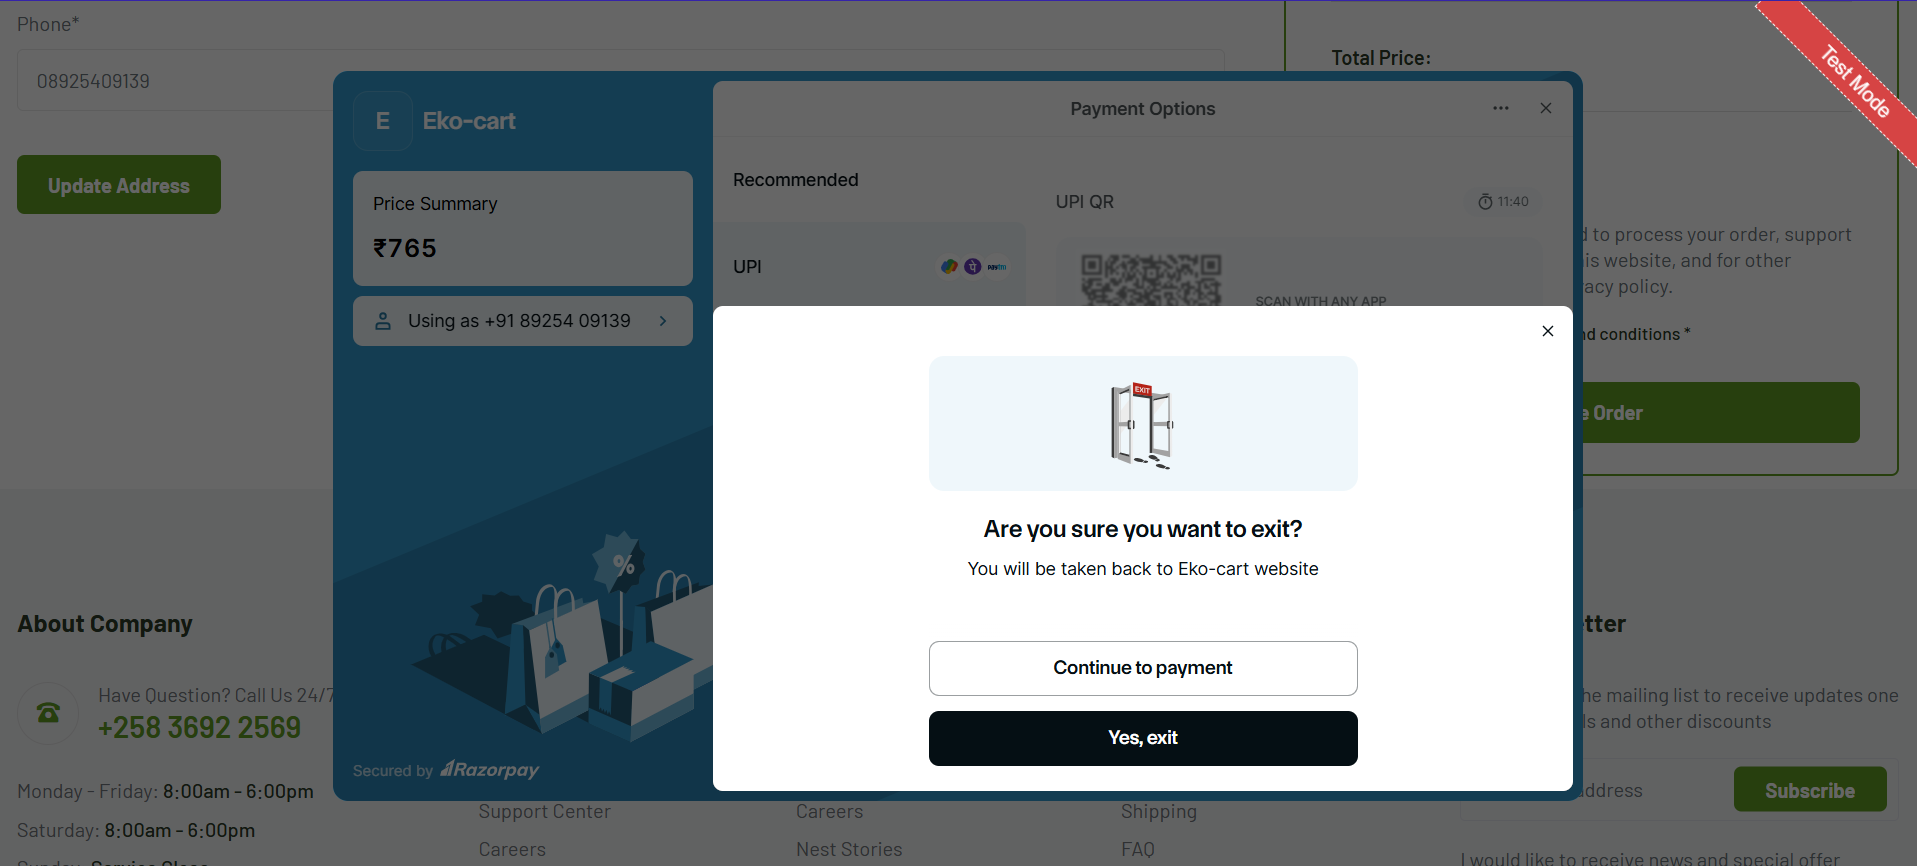 Phone*
08925409139
Update Address
Total Price:
Test Mode
E
Eko-cart
Price Summary
₹765
Using as +91 89254 09139
Payment Options
Recommended
UPI QR
11:40
UPI
paytm
SCAN WITH ANY APP
to process your order, support
website, and for other
policy.
conditions *
Order
EXIT
Are you sure you want to exit?
You will be taken back to Eko-cart website
Continue to payment
Yes, exit
%
Secured by Razorpay
About Company
Have Question? Call Us 24/7
+258 3692 2569
Monday - Friday: 8:00am - 6:00pm
Saturday: 8:00am - 6:00pm
Support Center
Careers
Careers
Nest Stories
Shipping
FAQ
mailing list to receive updates one
and other discounts
Subscribe
I would like to receive news and special offer